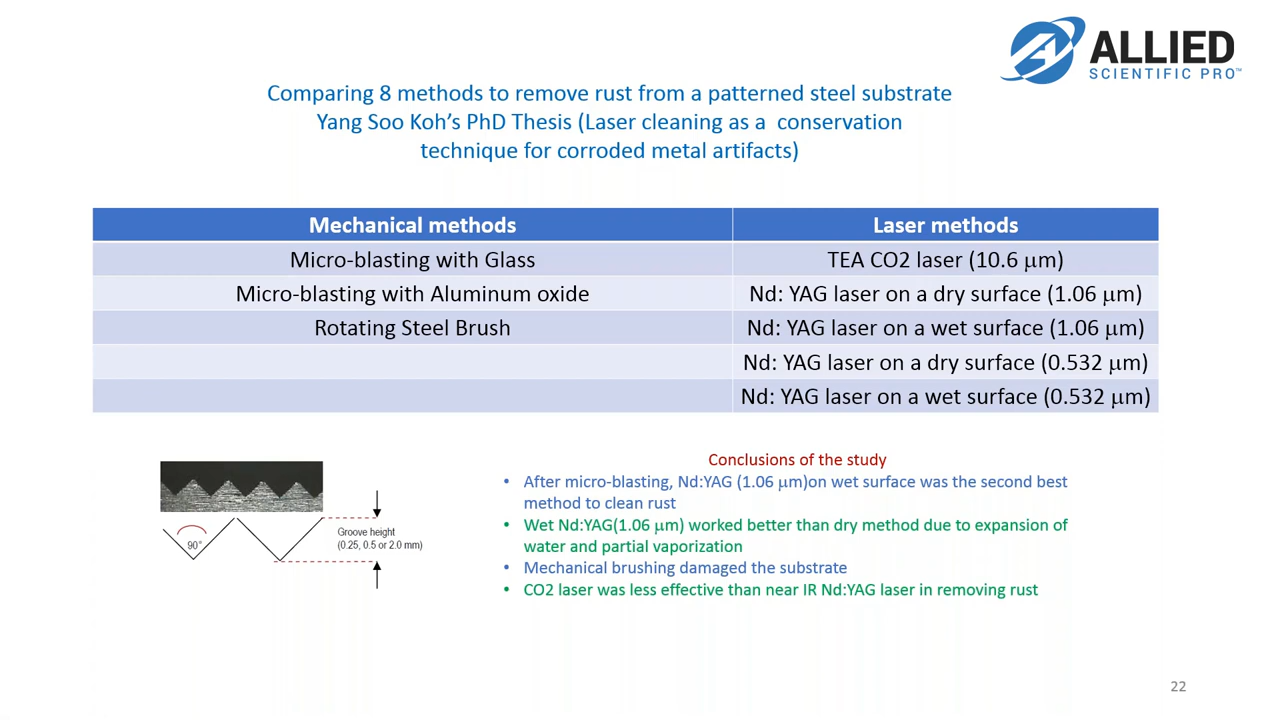 ALLIED
SCIENTIFIC PRO™
Comparing 8 methods to remove rust from a patterned steel substrate
Yang Soo Koh's PhD Thesis (Laser cleaning as a conservation
technique for corroded metal artifacts)
Mechanical methods
Laser methods
Micro-blasting with Glass
TEA CO2 laser (10.6 μm)
Micro-blasting with Aluminum oxide
Nd: YAG laser on a dry surface (1.06 μm)
Rotating Steel Brush
Nd: YAG laser on a wet surface (1.06 μm)
Nd: YAG laser on a dry surface (0.532 μm)
Nd: YAG laser on a wet surface (0.532 μm)
90°
Groove height
(0.25, 0.5 or 2.0 mm)
Conclusions of the study
• After micro-blasting, Nd:YAG (1.06 μm)on wet surface was the second best
method to clean rust
• Wet Nd:YAG(1.06 μm) worked better than dry method due to expansion of
water and partial vaporization
• Mechanical brushing damaged the substrate
• CO2 laser was less effective than near IR Nd:YAG laser in removing rust
22